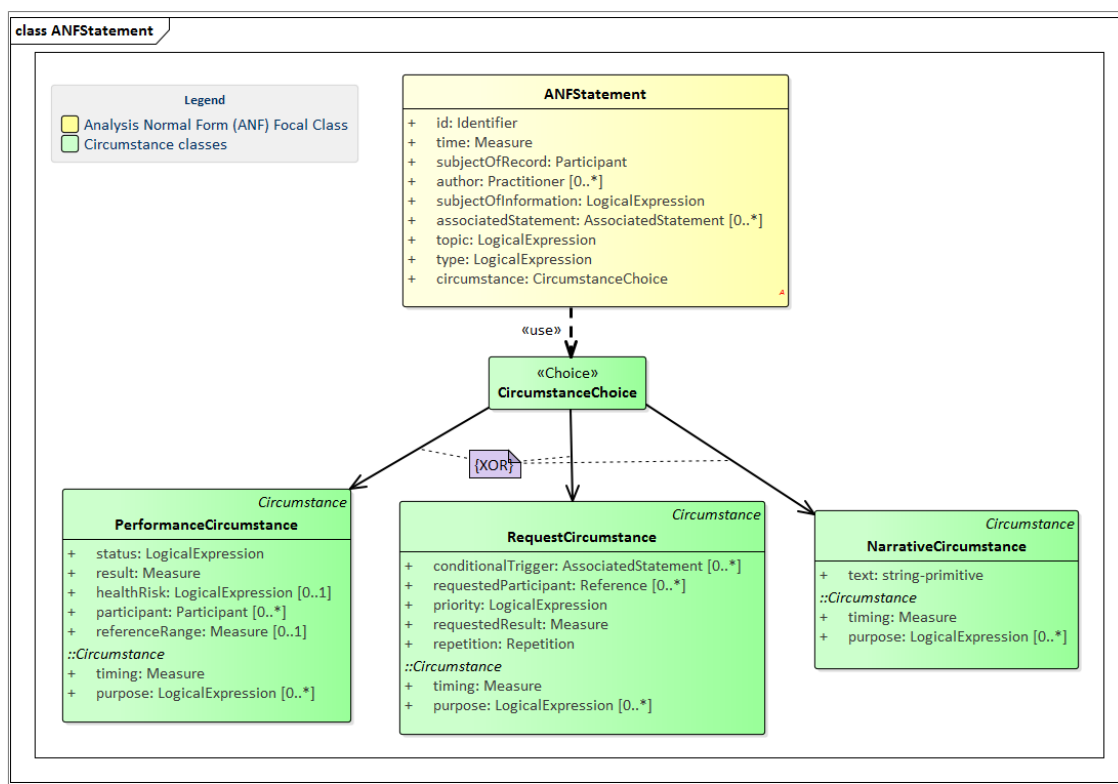 class ANFStatement
Legend
Analysis Normal Form (ANF) Focal Class
Circumstance classes
ANFStatement
+ id: Identifier
+ time: Measure
+ subjectOfRecord: Participant
+ author: Practitioner [0..*]
+ subjectOfInformation: LogicalExpression
+ associatedStatement: AssociatedStatement [0..*]
+ topic: LogicalExpression
+ type: LogicalExpression
+ circumstance: CircumstanceChoice
A
«use»
«Choice»
CircumstanceChoice
{XOR}
Circumstance
PerformanceCircumstance
+ status: LogicalExpression
+ result: Measure
+ healthRisk: LogicalExpression [0..1]
+ participant: Participant [0..*]
+ referenceRange: Measure [0..1]
::Circumstance
+ timing: Measure
+ purpose: LogicalExpression [0..*]
Circumstance
RequestCircumstance
+ conditionalTrigger: AssociatedStatement [0..*]
+ requestedParticipant: Reference [0..*]
+ priority: LogicalExpression
+ requestedResult: Measure
+ repetition: Repetition
::Circumstance
+ timing: Measure
+ purpose: LogicalExpression [0..*]
Circumstance
NarrativeCircumstance
+ text: string-primitive
::Circumstance
+ timing: Measure
+ purpose: LogicalExpression [0..*]